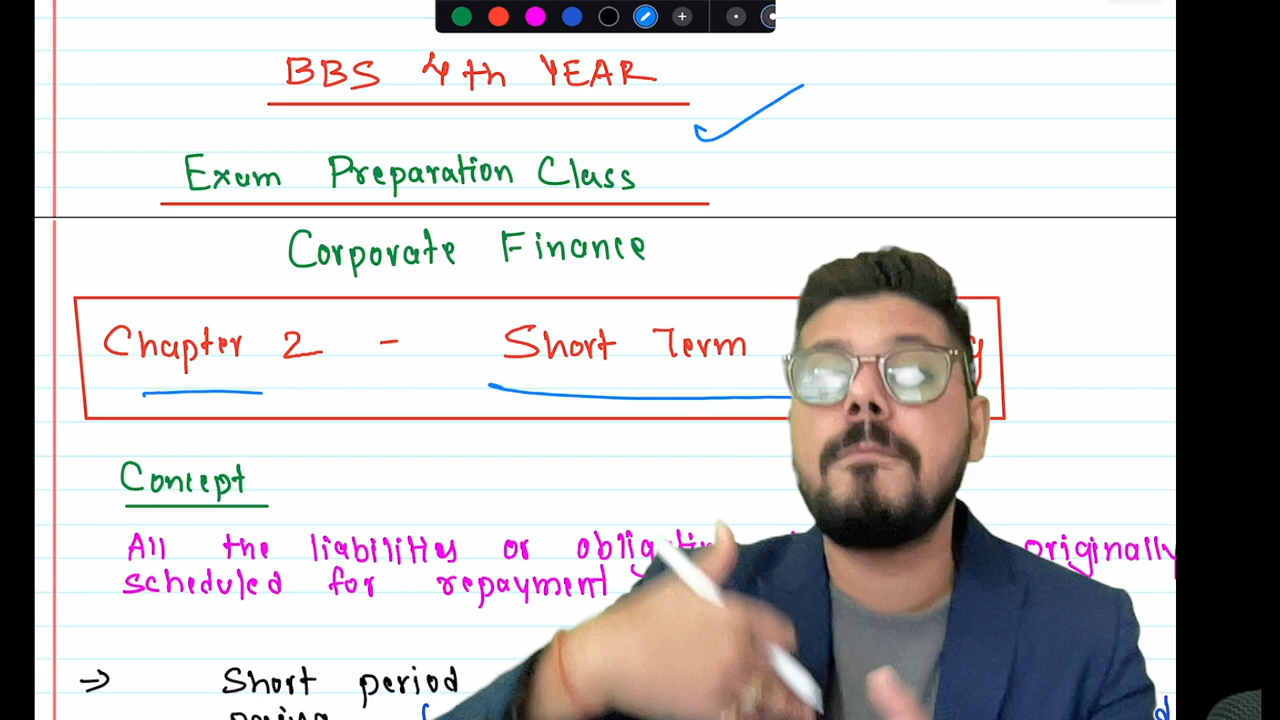 BBS 4th YEAR
Exam Preparation Class
Corporate Finance
Chapter 2 - Short Term
Concept
All the liabilities or originally
scheduled for repayment
→ Short period